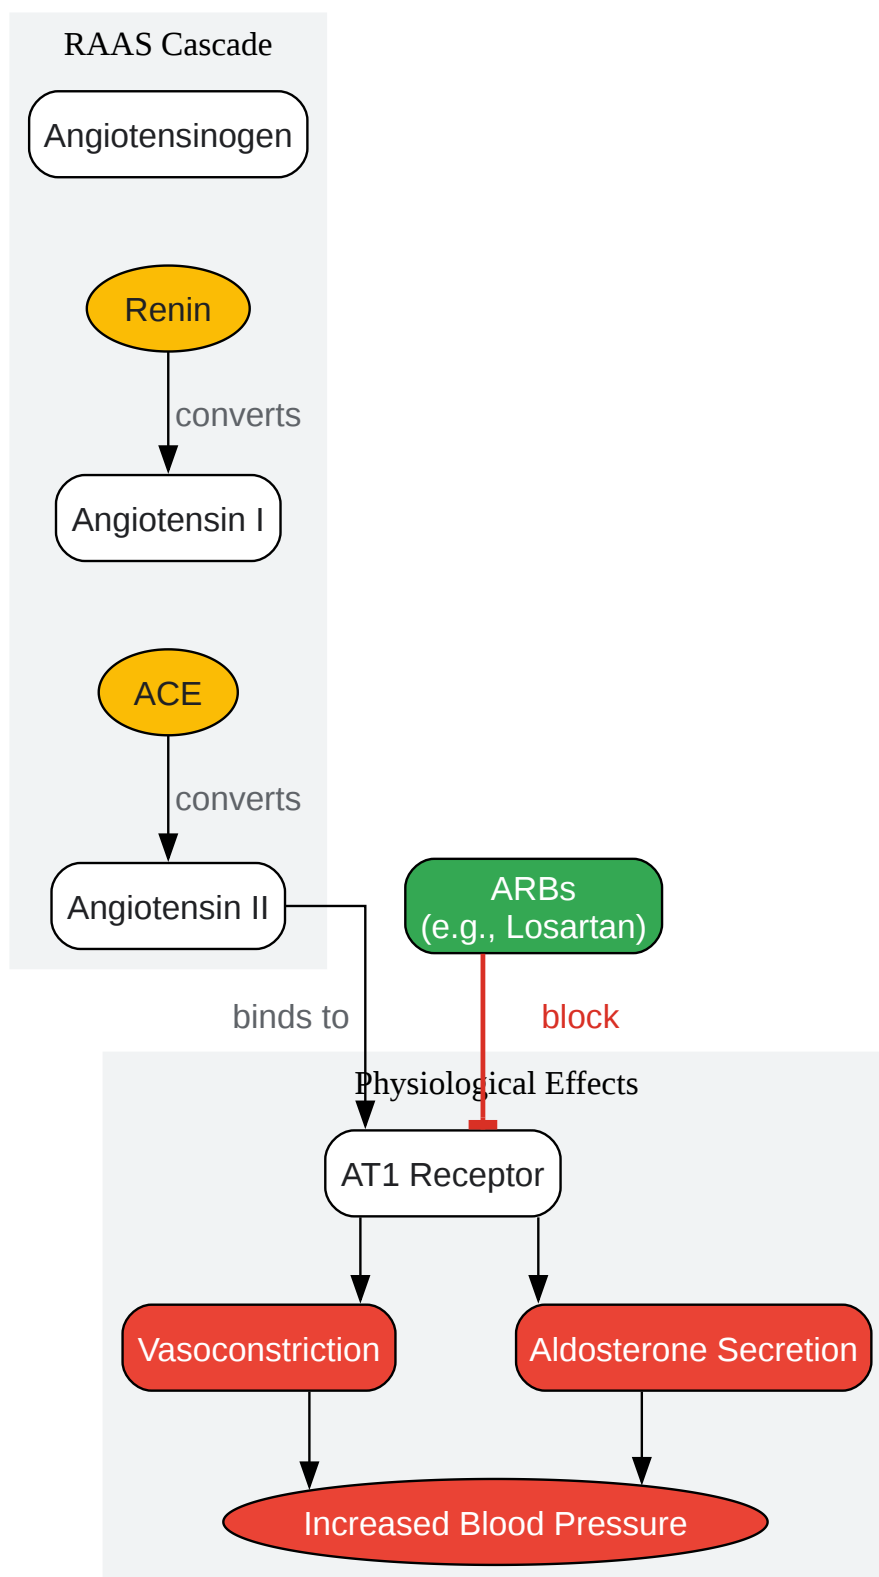 RAAS Cascade
Angiotensinogen
Renin
converts
Angiotensin I
ACE
converts
Angiotensin II
ARBs
(e.g., Losartan)
binds to
block
Physiological Effects
AT1 Receptor
Vasoconstriction
Aldosterone Secretion
Increased Blood Pressure